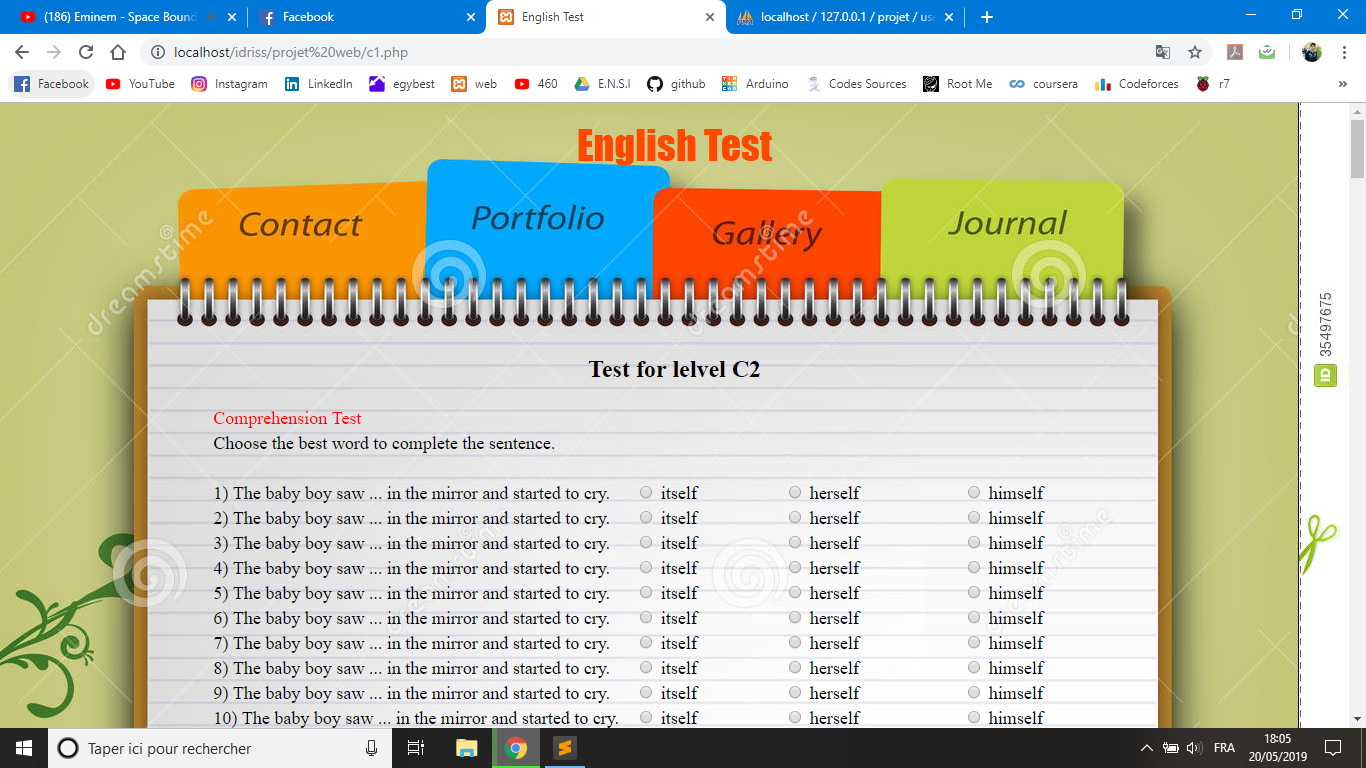 (186) Eminem - Space Bound
Facebook
English Test
localhost / 127.0.0.1 / projet / use
localhost/idriss/projet%20web/c1.php
Facebook YouTube Instagram LinkedIn egybest web 460 E.N.S.I github Arduino Codes Sources Root Me coursera Codeforces r7 »
English Test
Contact Portfolio Gallery Journal
dreamstime
dreamstime
dreamstime
35497675
ID
Test for lelvel C2
Comprehension Test
Choose the best word to complete the sentence.
1) The baby boy saw ... in the mirror and started to cry. itself herself himself
2) The baby boy saw ... in the mirror and started to cry. itself herself himself
3) The baby boy saw ... in the mirror and started to cry. itself herself himself
4) The baby boy saw ... in the mirror and started to cry. itself herself himself
5) The baby boy saw ... in the mirror and started to cry. itself herself himself
6) The baby boy saw ... in the mirror and started to cry. itself herself himself
7) The baby boy saw ... in the mirror and started to cry. itself herself himself
8) The baby boy saw ... in the mirror and started to cry. itself herself himself
9) The baby boy saw ... in the mirror and started to cry. itself herself himself
10) The baby boy saw ... in the mirror and started to cry. itself herself himself
Taper ici pour rechercher
FRA
18:05
20/05/2019